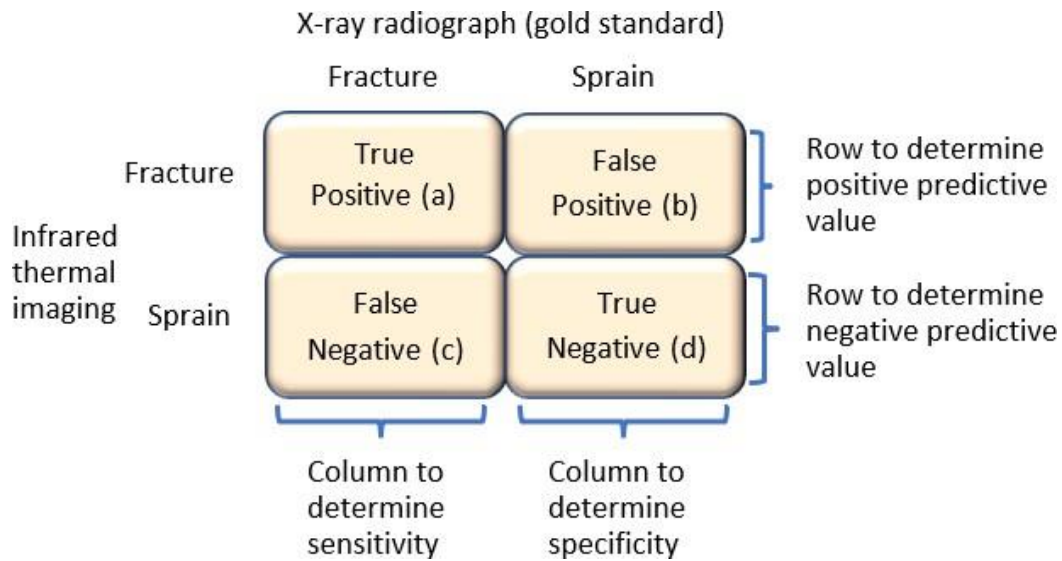 X-ray radiograph (gold standard)
Fracture
Sprain
Fracture
True
Positive (a)
False
Positive (b)
Row to determine
positive predictive
value
Infrared
thermal
imaging
Sprain
False
Negative (c)
True
Negative (d)
Row to determine
negative predictive
value
Column to
determine
sensitivity
Column to
determine
specificity